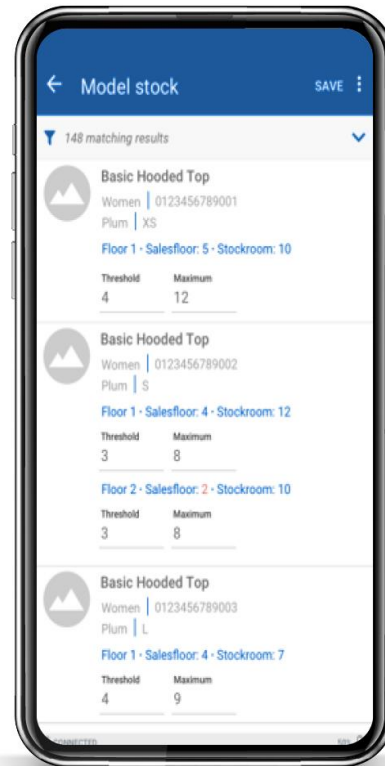 Model stock SAVE
148 matching results
Basic Hooded Top
Women | 0123456789001
Plum | XS
Floor 1 · Salesfloor: 5 · Stockroom: 10
Threshold Maximum
4 12
Basic Hooded Top
Women | 0123456789002
Plum | S
Floor 1 · Salesfloor: 4 · Stockroom: 12
Threshold Maximum
3 8
Floor 2 · Salesfloor: 2 · Stockroom: 10
Threshold Maximum
3 8
Basic Hooded Top
Women | 0123456789003
Plum | L
Floor 1 · Salesfloor: 4 · Stockroom: 7
Threshold Maximum
4 9
CONNECTED